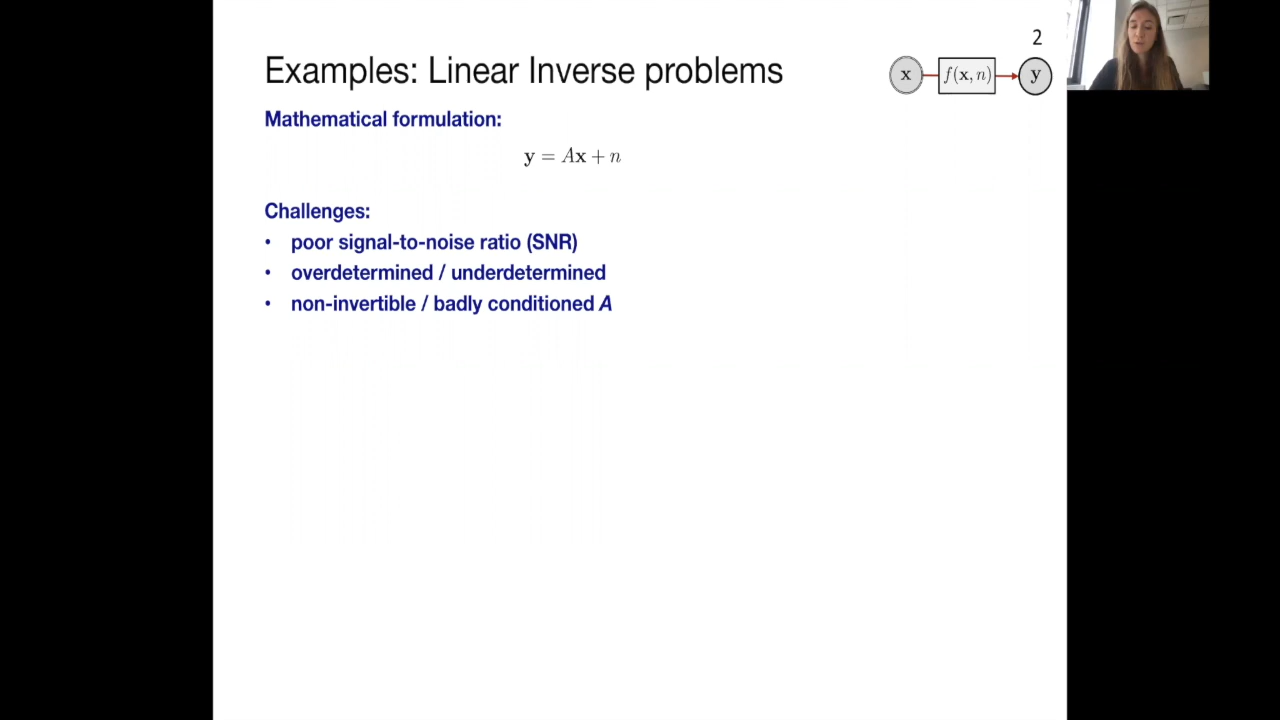 2
Examples: Linear Inverse problems
x f(x, n) y
Mathematical formulation:
y = Ax + n
Challenges:
• poor signal-to-noise ratio (SNR)
• overdetermined / underdetermined
• non-invertible / badly conditioned A